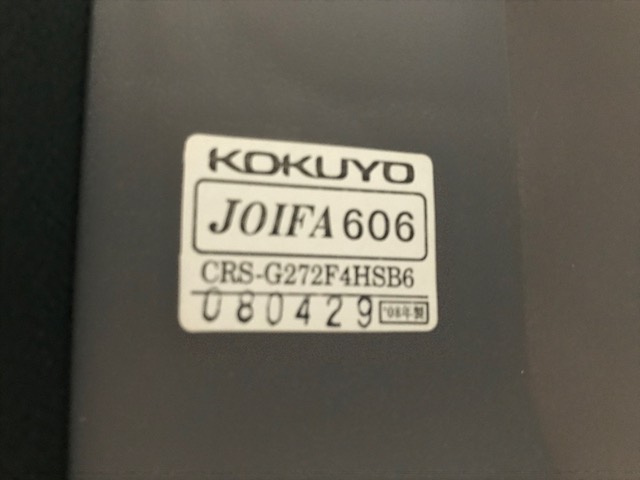 KOKUYO
JOIFA 606
CRS-G272F4HSB6
080429 '08年製